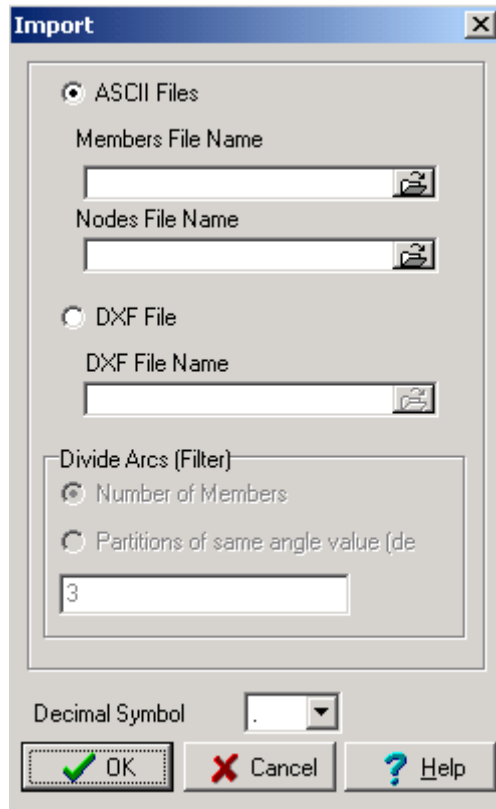 Import
ASCII Files
Members File Name
Nodes File Name
DXF File
DXF File Name
Divide Arcs (Filter)
Number of Members
Partitions of same angle value (de
3
Decimal Symbol .
OK Cancel Help